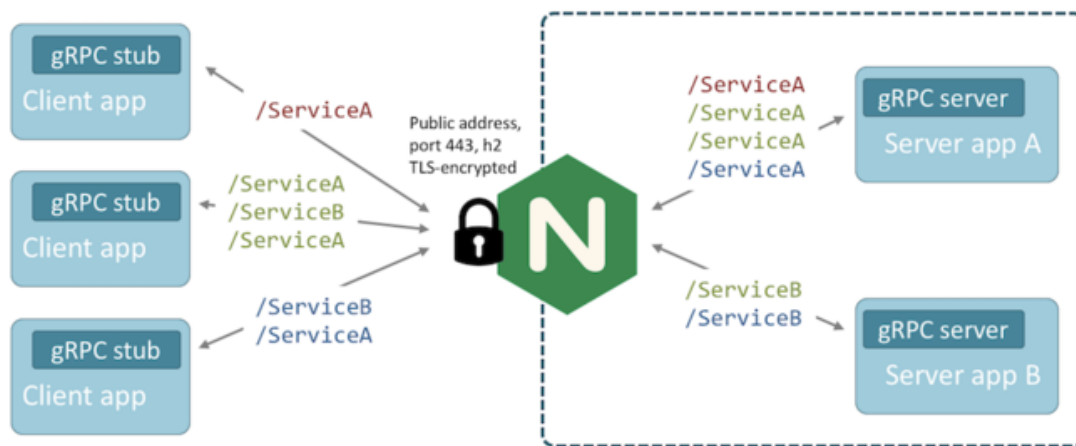 gRPC stub
Client app
/ServiceA
gRPC stub
Client app
/ServiceA
/ServiceB
/ServiceA
gRPC stub
Client app
/ServiceB
/ServiceA
Public address,
port 443, h2
TLS-encrypted
N
/ServiceA
/ServiceA
/ServiceA
/ServiceA
gRPC server
Server app A
/ServiceB
/ServiceB
gRPC server
Server app B